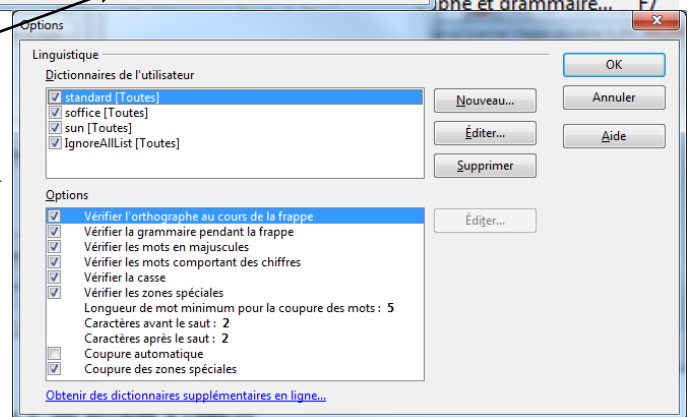 phe et grammaire... F7
Options
Linguistique
Dictionnaires de l'utilisateur
standard [Toutes]
soffice [Toutes]
sun [Toutes]
IgnoreAllList [Toutes]
Nouveau...
Éditer...
Supprimer
OK
Annuler
Aide
Options
Vérifier l'orthographe au cours de la frappe
Vérifier la grammaire pendant la frappe
Vérifier les mots en majuscules
Vérifier les mots comportant des chiffres
Vérifier la casse
Vérifier les zones spéciales
Longueur de mot minimum pour la coupure des mots : 5
Caractères avant le saut : 2
Caractères après le saut : 2
Coupure automatique
Coupure des zones spéciales
Éditer...
Obtenir des dictionnaires supplémentaires en ligne...